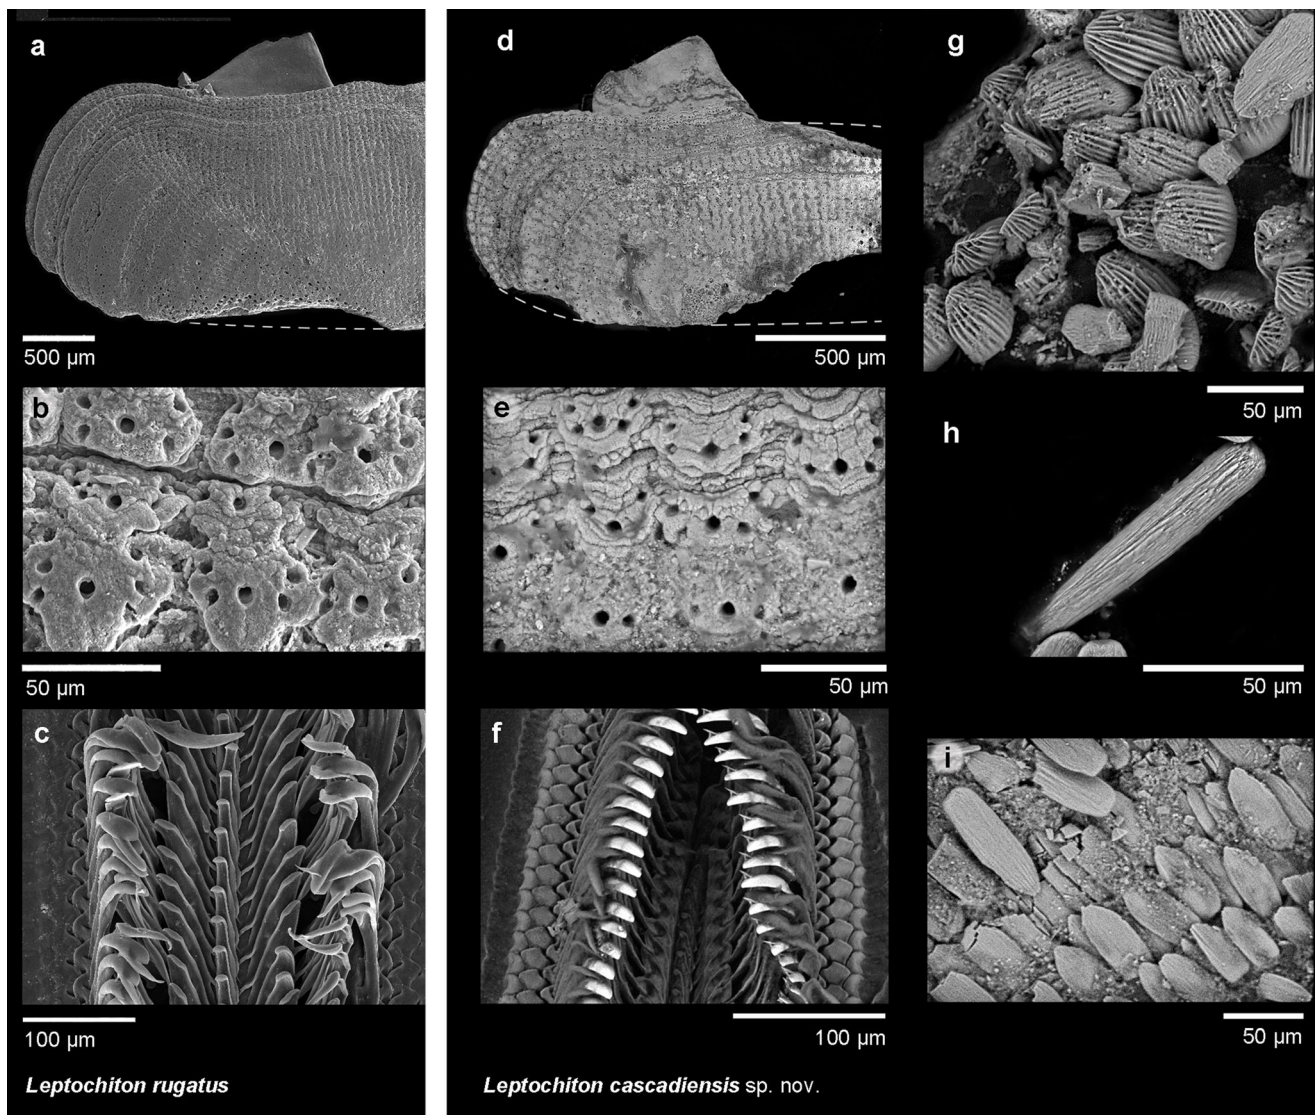 a
500 µm
b
50 µm
c
100 µm
Leptochiton rugatus
d
500 µm
e
50 µm
f
100 µm
Leptochiton cascadiensis sp. nov.
g
50 µm
h
50 µm
i
50 µm